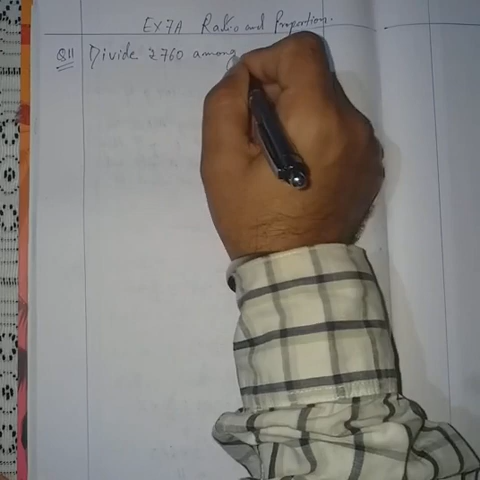 Ex 7A Ratio and Proportion.
Q11 Divide 2760 among